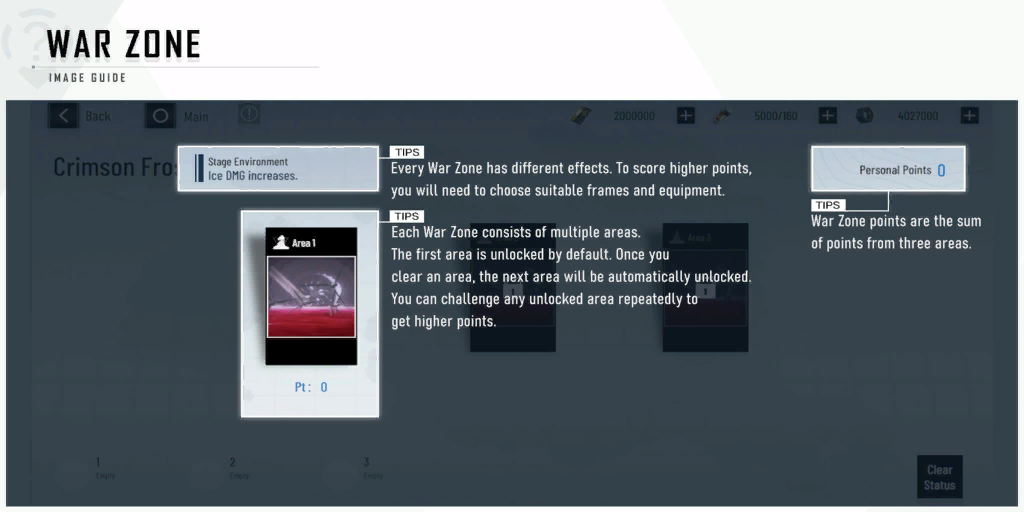 WAR ZONE
IMAGE GUIDE
Back
Main
2000000
5000/160
4027000
Crimson Fro
Stage Environment
Ice DMG increases.
TIPS
Every War Zone has different effects. To score higher points,
you will need to choose suitable frames and equipment.
Personal Points 0
TIPS
War Zone points are the sum
of points from three areas.
TIPS
Each War Zone consists of multiple areas.
The first area is unlocked by default. Once you
clear an area, the next area will be automatically unlocked.
You can challenge any unlocked area repeatedly to
get higher points.
Area 1
Pt: 0
Area 3
1
Empty
2
Empty
3
Empty
Clear
Status